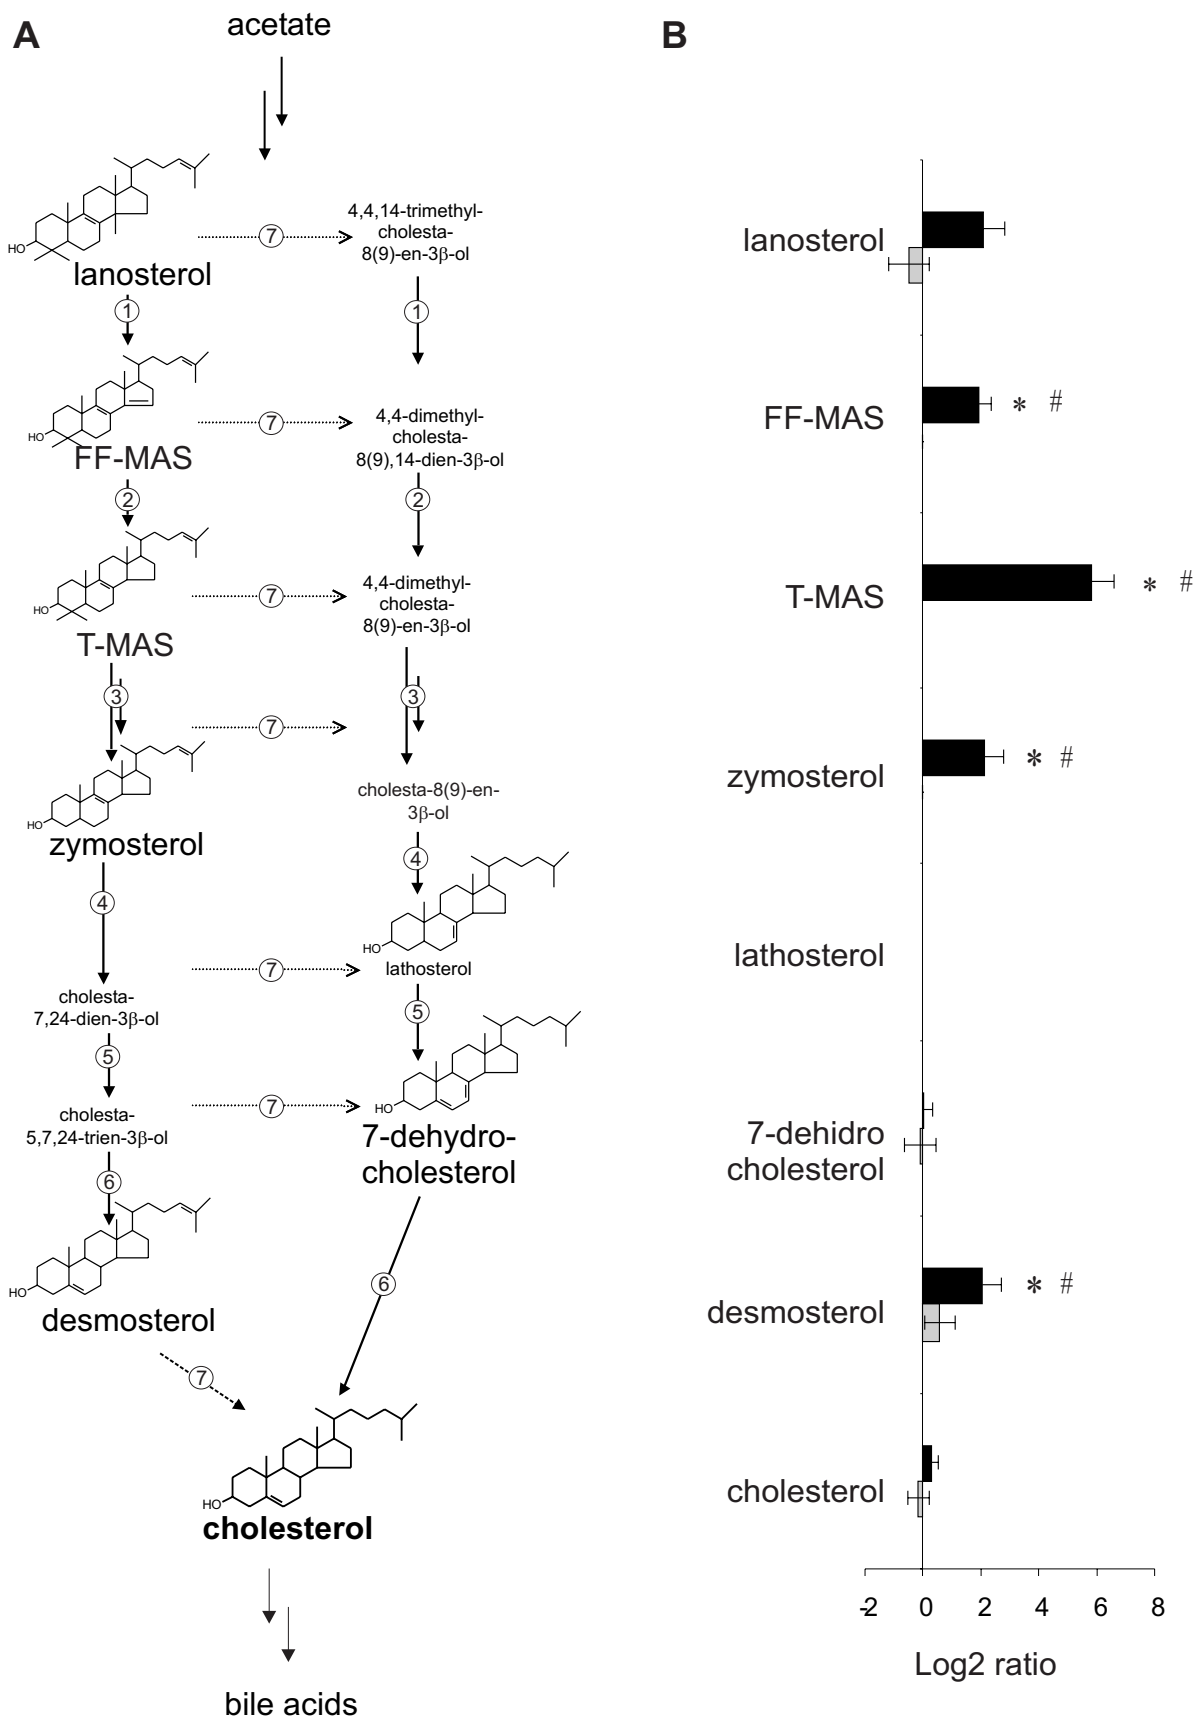 A
acetate
HO
lanosterol
7
4,4,14-trimethyl-
cholesta-
8(9)-en-3β-ol
1
1
HO
FF-MAS
7
4,4-dimethyl-
cholesta-
8(9),14-dien-3β-ol
2
2
HO
T-MAS
7
4,4-dimethyl-
cholesta-
8(9)-en-3β-ol
3
3
7
HO
zymosterol
cholesta-8(9)-en-
3β-ol
4
4
HO
lathosterol
7
cholesta-
7,24-dien-3β-ol
5
5
HO
7-dehydro-
cholesterol
7
cholesta-
5,7,24-trien-3β-ol
6
6
HO
desmosterol
7
HO
cholesterol
bile acids
B
lanosterol
FF-MAS
* #
T-MAS
* #
zymosterol
* #
lathosterol
7-dehidro
cholesterol
desmosterol
* #
cholesterol
-2 0 2 4 6 8
Log2 ratio